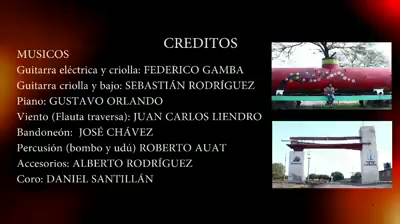 CREDITOS
MUSICOS
Guitarra eléctrica y criolla: FEDERICO GAMBA
Guitarra criolla y bajo: SEBASTIÁN RODRÍGUEZ
Piano: GUSTAVO ORLANDO
Viento (Flauta traversa): JUAN CARLOS LIENDRO
Bandoneón: JOSÉ CHÁVEZ
Percusión (bombo y udú) ROBERTO AUAT
Accesorios: ALBERTO RODRÍGUEZ
Coro: DANIEL SANTILLÁN